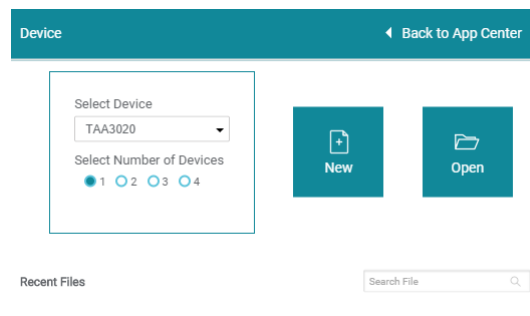 Device
Back to App Center
Select Device
TAA3020
Select Number of Devices
1 2 3 4
New
Open
Recent Files
Search File